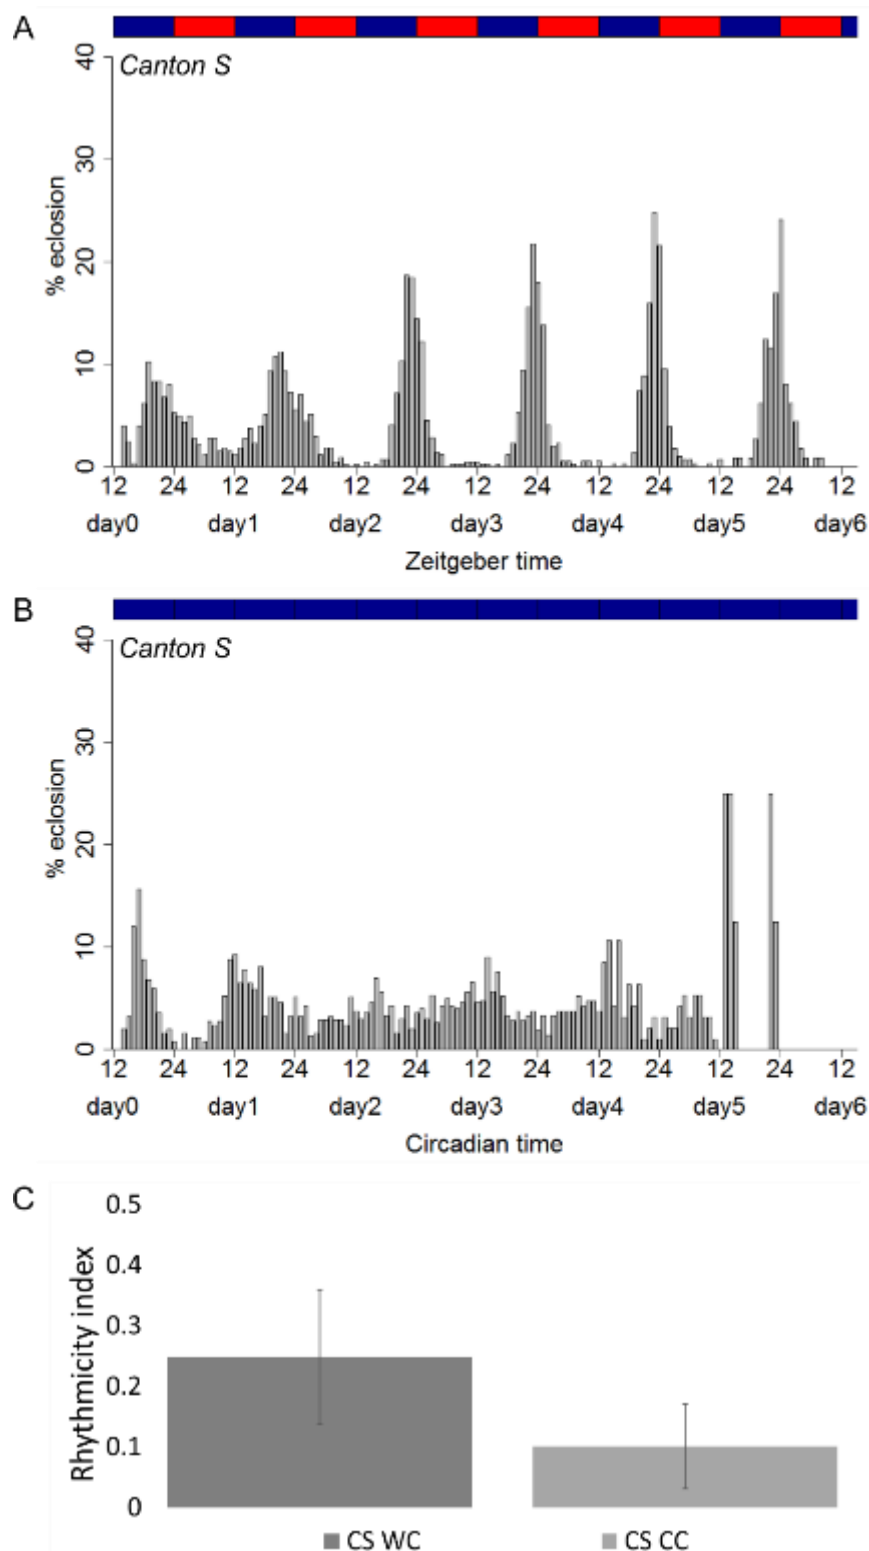 A
Canton S
40
30
20
10
0
% eclosion
12 24 12 24 12 24 12 24 12 24 12 24 12
day0 day1 day2 day3 day4 day5 day6
Zeitgeber time
B
Canton S
40
30
20
10
0
% eclosion
12 24 12 24 12 24 12 24 12 24 12 24 12
day0 day1 day2 day3 day4 day5 day6
Circadian time
C
0.5
0.4
0.3
0.2
0.1
0
Rhythmicity index
CS WC CS CC